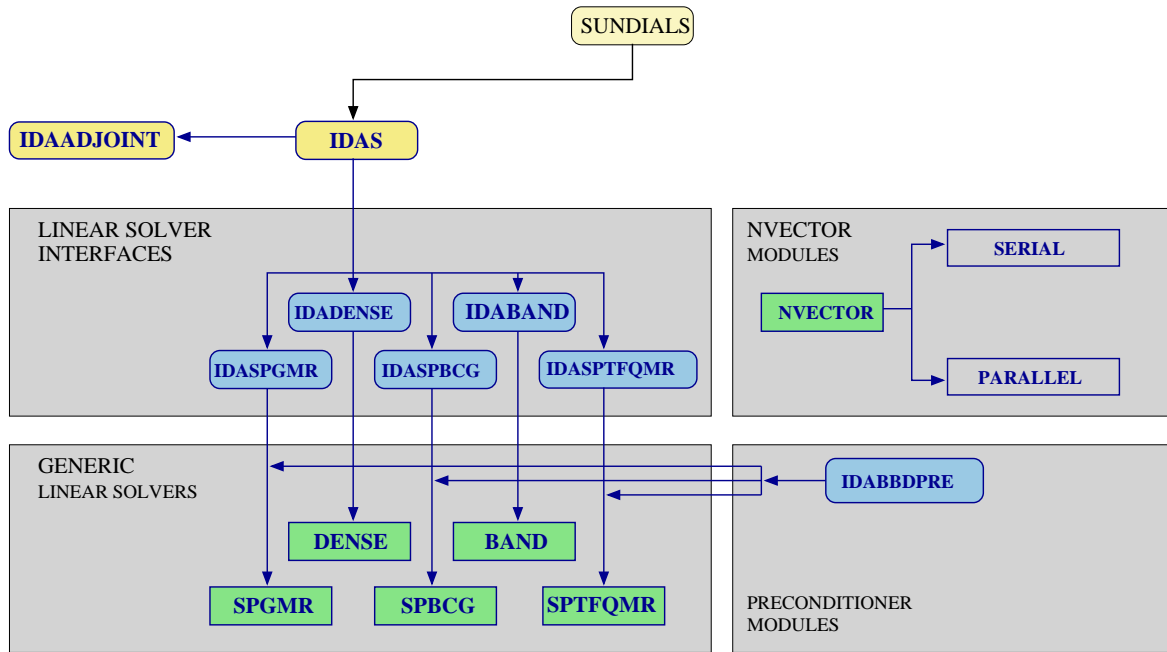 SUNDIALS
IDAADJOINT
IDAS
LINEAR SOLVER
INTERFACES
IDADENSE
IDABAND
IDASPGMR
IDASPBCG
IDASPTFQMR
NVECTOR
MODULES
SERIAL
NVECTOR
PARALLEL
GENERIC
LINEAR SOLVERS
DENSE
BAND
SPGMR
SPBCG
SPTFQMR
IDABBDPRE
PRECONDITIONER
MODULES